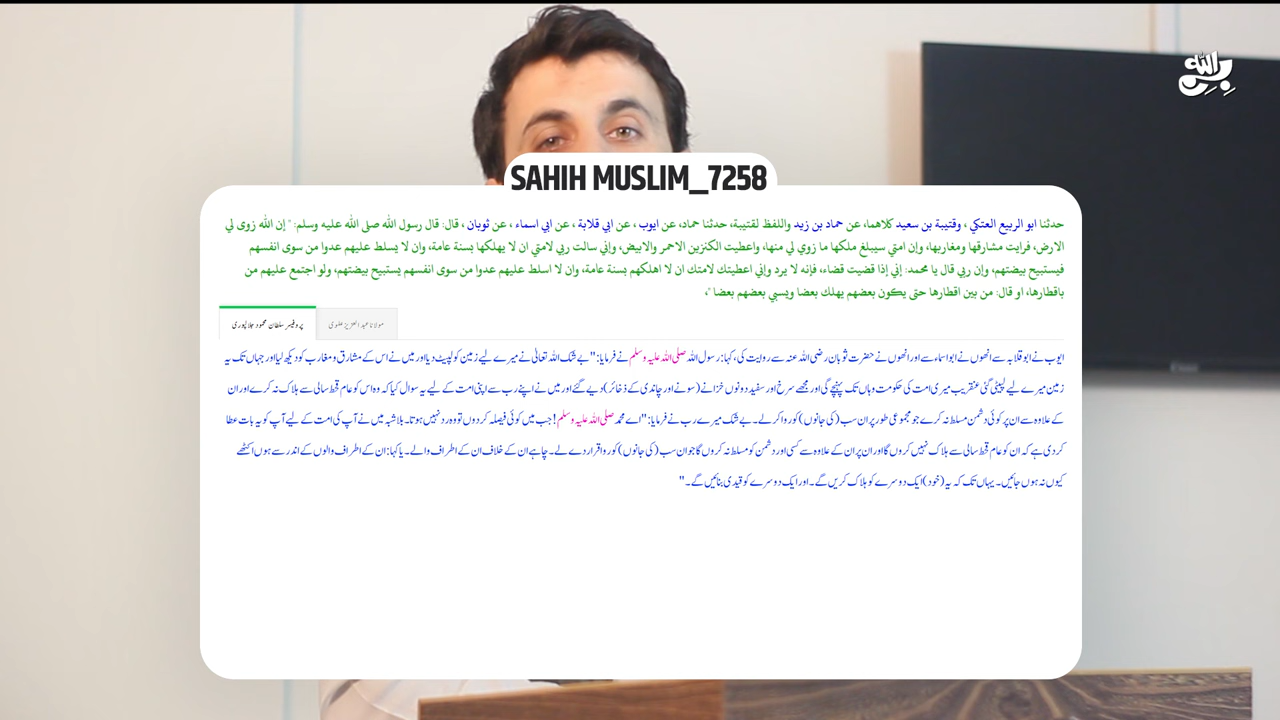 SAHIH MUSLIM_7258
حدثنا ابو الربيع العتكي ، وقتيبة بن سعيد كلاهما، عن حماد بن زيد واللفظ لقتيبة، حدثنا حماد، عن ايوب ، عن ابي قلابة ، عن ابي اسماء ، عن ثوبان ، قال: قال رسول الله صلى الله عليه وسلم: " إن الله زوى لي
الارض، فرايت مشارقها ومغاربها، وإن امتي سيبلغ ملكها ما زوي لي منها، واعطيت الكنزين الاحمر والابيض، وإني سالت ربي لامتي ان لا يهلكها بسنة عامة، وان لا يسلط عليهم عدوا من سوى انفسهم
فيستبيح بيضتهم، وإن ربي قال يا محمد: إني إذا قضيت قضاء، فإنه لا يرد وإني اعطيتك لامتك ان لا اهلكهم بسنة عامة، وان لا اسلط عليهم عدوا من سوى انفسهم يستبيح بيضتهم، ولو اجتمع عليهم من
باقطارها، او قال: من بين اقطارها حتى يكون بعضهم يهلك بعضا ويسبي بعضهم بعضا "،
پروفیسر سلطان محمود جلالپوری
مولانا عبد العزیز علوی
ایوب نے ابوقلابہ سے انھوں نے ابواسماء سے اور انھوں نے حضرت ثوبان رضی اللہ عنہ سے روایت کی، کہا: رسول اللہ صلی اللہ علیہ وسلم نے فرمایا: "بے شک اللہ تعالیٰ نے میرے لیے زمین کو لپیٹ دیا اور میں نے اس کے مشارق و مغارب کو دیکھ لیا اور جہاں تک یہ
زمین میرے لیے لپیٹی گئی عنقریب میری امت کی حکومت وہاں تک پہنچے گی اور مجھے سرخ اور سفید دونوں خزانے (سونے اور چاندی کے ذخائر) دیے گئے اور میں نے اپنے رب سے اپنی امت کے لیے یہ سوال کیا کہ وہ اس کو عام قحط سالی سے ہلاک نہ کرے اور ان
کے علاوہ سے ان پر کوئی دشمن مسلط نہ کرے جو مجموعی طور پر ان سب (کی جانوں) کو روا کر لے۔ بے شک میرے رب نے فرمایا: "اے محمد صلی اللہ علیہ وسلم! جب میں کوئی فیصلہ کردوں تو وہ رد نہیں ہوتا۔ بلاشبہ میں نے آپ کی امت کے لیے آپ کو یہ بات عطا
کردی ہے کہ ان کو عام قحط سالی سے ہلاک نہیں کروں گا اور ان پر ان کے علاوہ سے کسی اور دشمن کو مسلط نہ کروں گا جو ان سب (کی جانوں) کو روا قرار دے لے۔ چاہے ان کے خلاف ان کے اطراف والے۔ یا کہا: ان کے اطراف والوں کے اندر سے ہوں اکٹھے
کیوں نہ ہوں جائیں۔ یہاں تک کہ یہ (خود) ایک دوسرے کو ہلاک کریں گے۔ اور ایک دوسرے کو قیدی بنائیں گے۔"